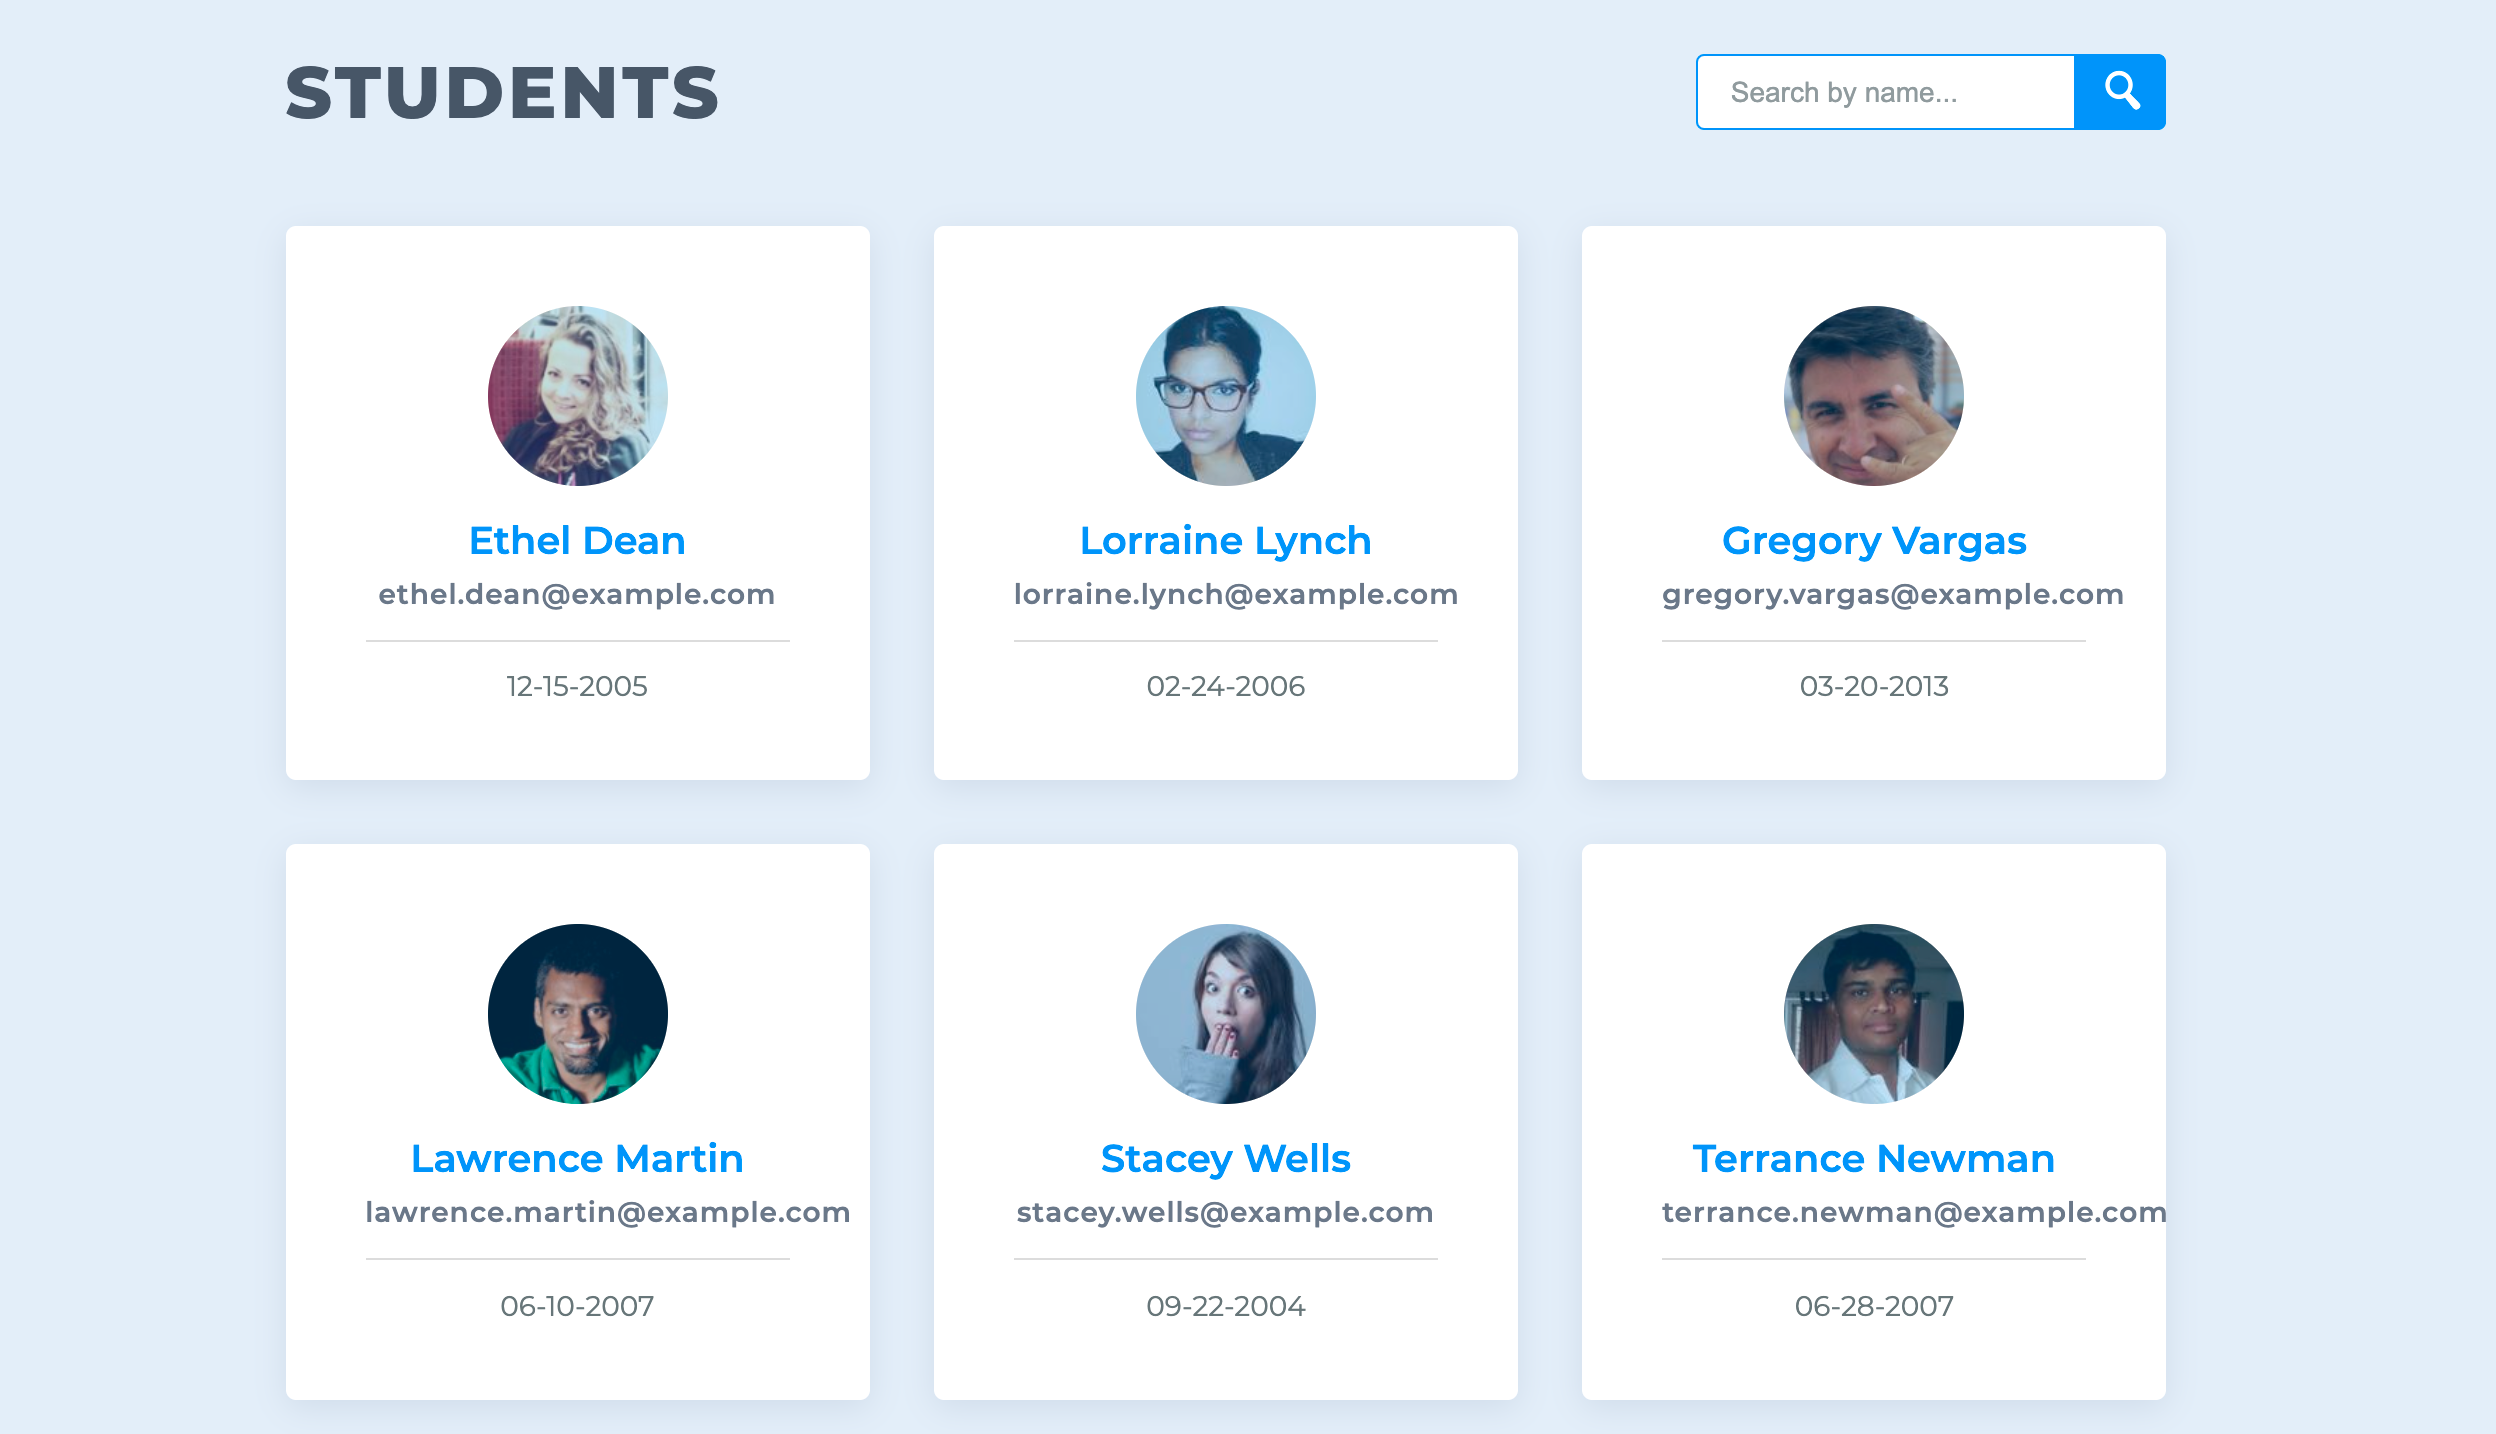 STUDENTS
Search by name...
Ethel Dean
ethel.dean@example.com
12-15-2005
Lorraine Lynch
lorraine.lynch@example.com
02-24-2006
Gregory Vargas
gregory.vargas@example.com
03-20-2013
Lawrence Martin
lawrence.martin@example.com
06-10-2007
Stacey Wells
stacey.wells@example.com
09-22-2004
Terrance Newman
terrance.newman@example.com
06-28-2007